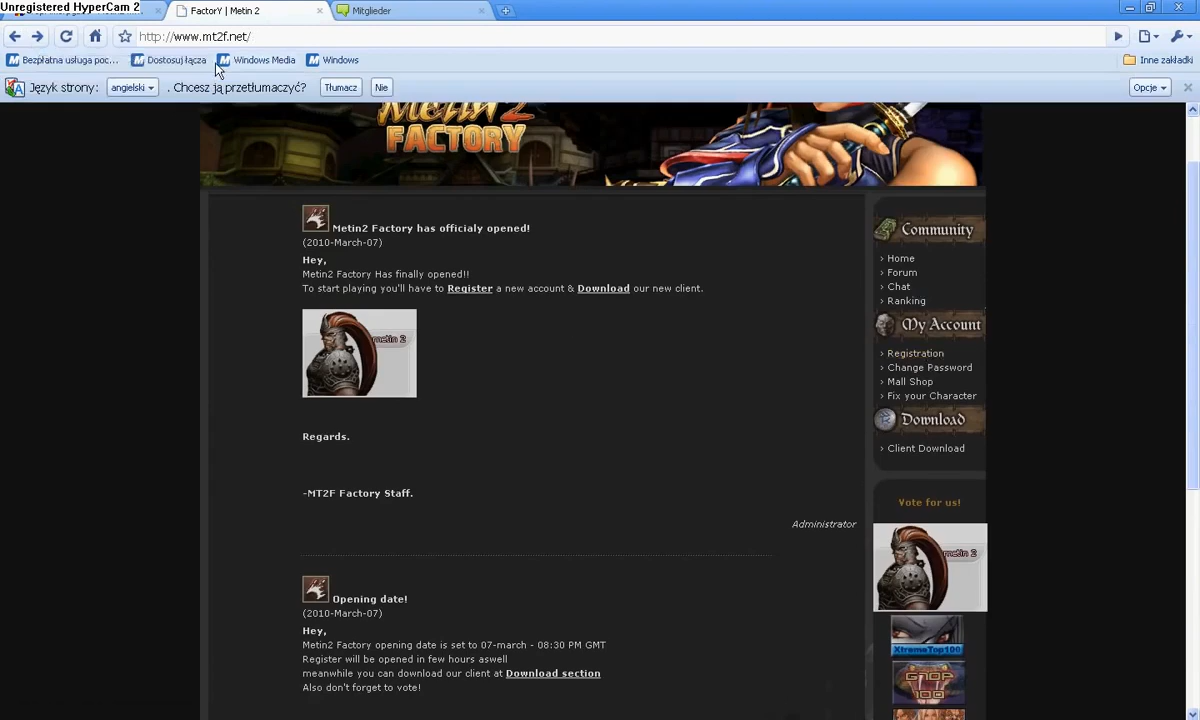 Unregistered HyperCam 2
FactorY | Metin 2
Mitglieder
http://www.mt2f.net/
Bezpłatna usługa poc...
Dostosuj łącza
Windows Media
Windows
Inne zakładki
Język strony:
angielski
. Chcesz ją przetłumaczyć?
Tłumacz
Nie
Opcje
Metin 2
FACTORY
Metin2 Factory has officialy opened!
(2010-March-07)
Hey,
Metin2 Factory Has finally opened!!
To start playing you'll have to Register a new account & Download our new client.
metin 2
Regards.
-MT2F Factory Staff.
Administrator
Opening date!
(2010-March-07)
Hey,
Metin2 Factory opening date is set to 07-march - 08:30 PM GMT
Register will be opened in few hours aswell
meanwhile you can download our client at Download section
Also don't forget to vote!
Community
› Home
› Forum
› Chat
› Ranking
My Account
› Registration
› Change Password
› Mall Shop
› Fix your Character
Download
› Client Download
Vote for us!
metin 2
XtremeTop100
GTOP
100